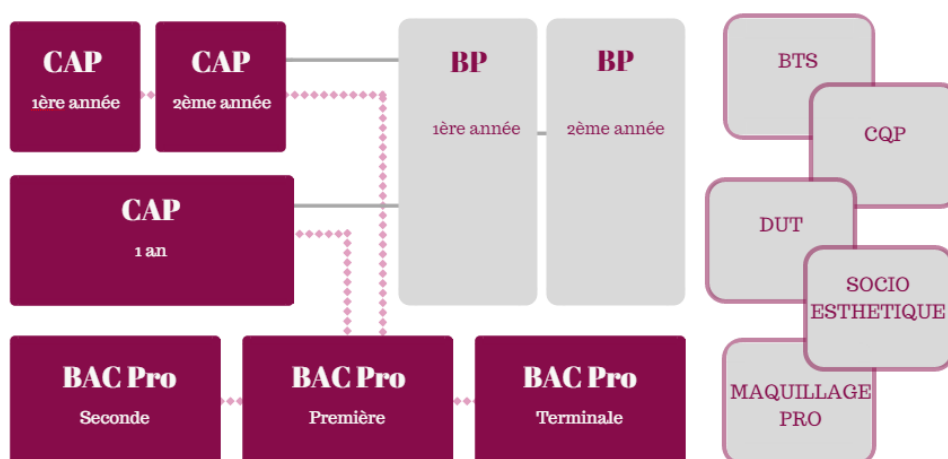 CAP
1ère année
CAP
2ème année
BP
1ère année
BP
2ème année
CAP
1 an
BAC Pro
Seconde
BAC Pro
Première
BAC Pro
Terminale
BTS
CQP
DUT
SOCIO
ESTHETIQUE
MAQUILLAGE
PRO